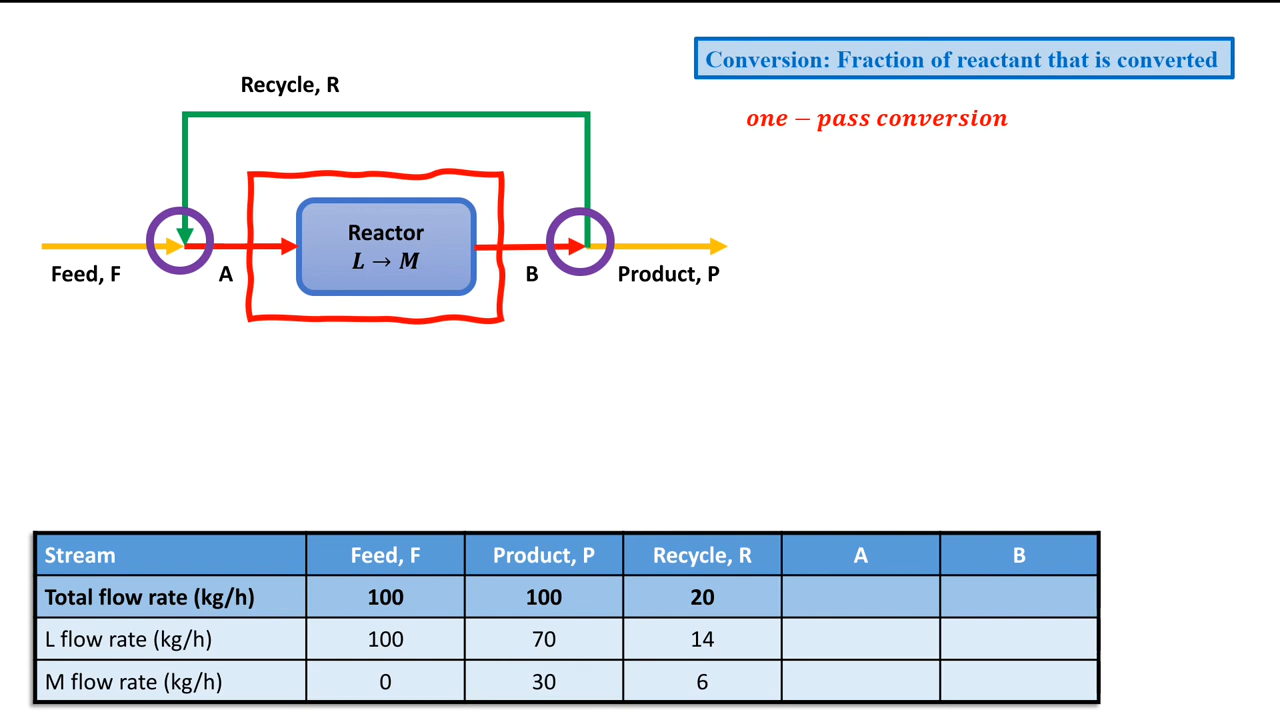 Conversion: Fraction of reactant that is converted
Recycle, R
one − pass conversion
Reactor
L → M
Feed, F
A
B
Product, P
Stream Feed, F Product, P Recycle, R A B
Total flow rate (kg/h) 100 100 20
L flow rate (kg/h) 100 70 14
M flow rate (kg/h) 0 30 6